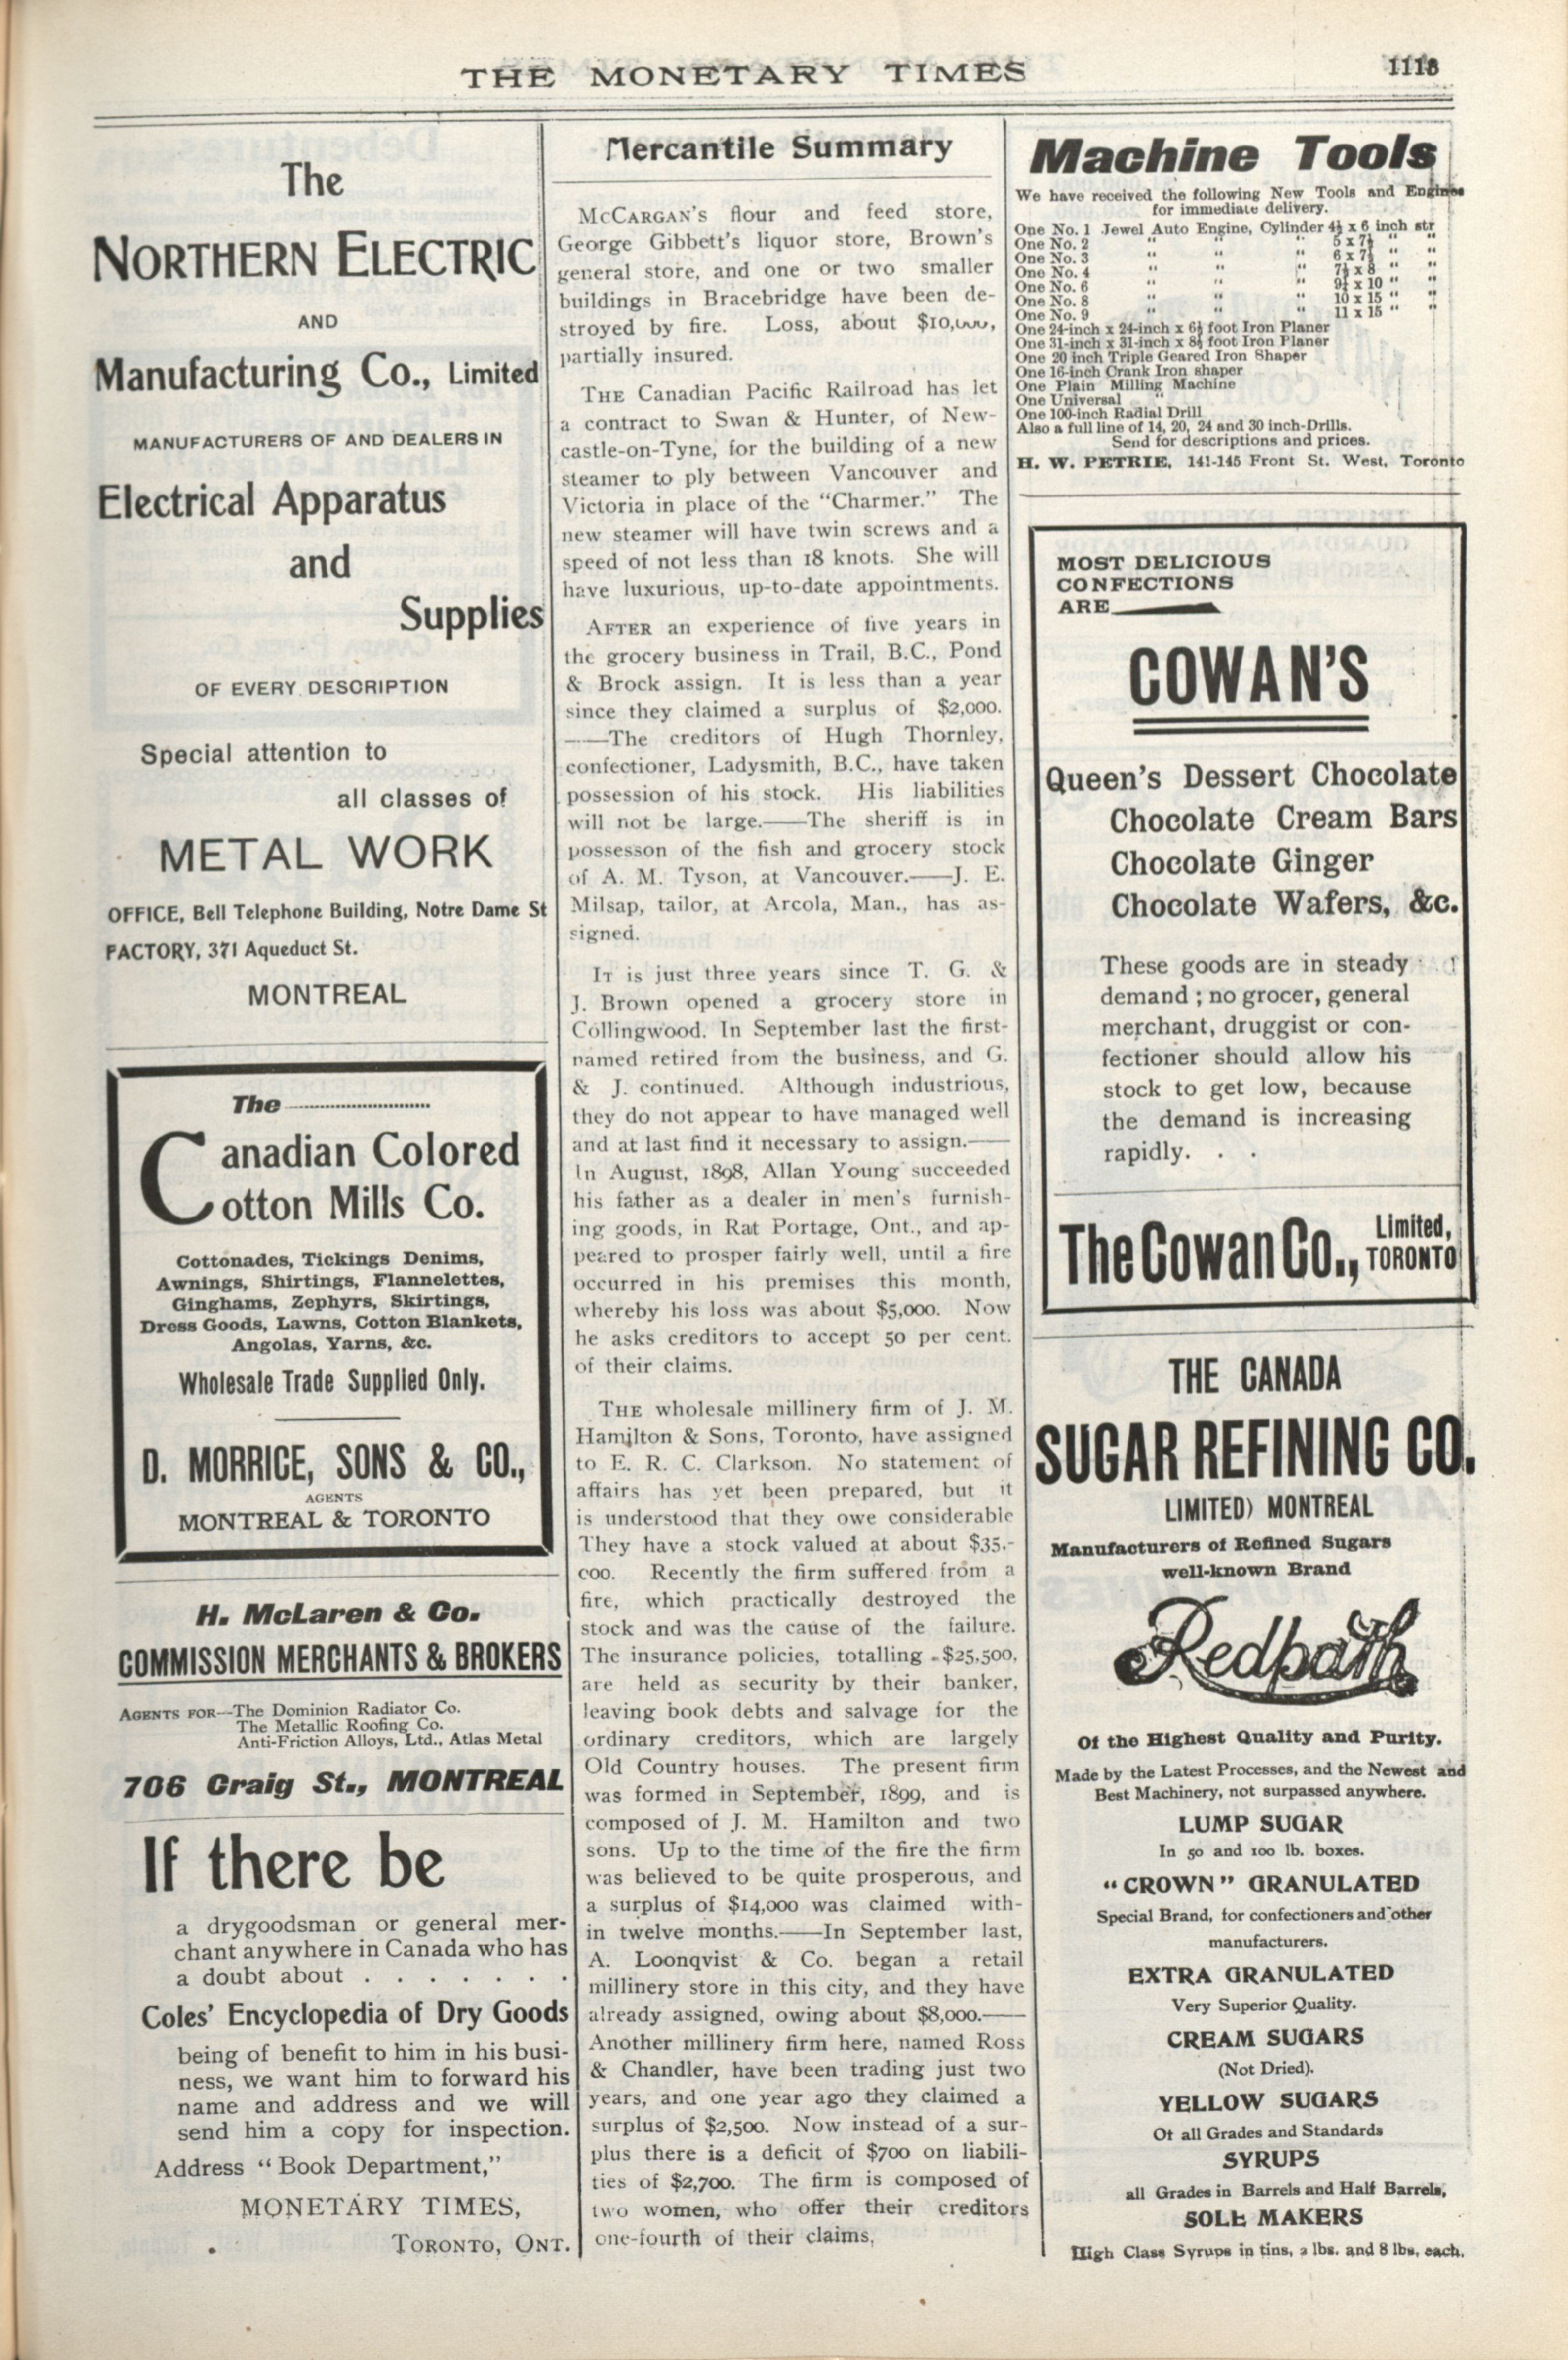 THE MONETARY TIMES
The
NORTHERN ELECTRIC
AND
Manufacturing Co., Limited
MANUFACTURERS OF AND DEALERS IN
Electrical Apparatus
and
Supplies
OF EVERY DESCRIPTION
Special attention to
all classes of
METAL WORK
OFFICE, Bell Telephone Building, Notre Dame St
FACTORY, 371 Aqueduct St.
MONTREAL
The
Canadian Colored
Cotton Mills Co.
Cottonades, Tickings Denims,
Awnings, Shirtings, Flannelettes,
Ginghams, Zephyrs, Skirtings,
Dress Goods, Lawns, Cotton Blankets,
Angolas, Yarns, &c.
Wholesale Trade Supplied Only.
D. MORRICE, SONS & CO.,
AGENTS
MONTREAL & TORONTO
H. McLaren & Co.
COMMISSION MERCHANTS & BROKERS
AGENTS FOR—The Dominion Radiator Co.
The Metallic Roofing Co.
Anti-Friction Alloys, Ltd., Atlas Metal
706 Craig St., MONTREAL
If there be
a drygoodsman or general mer-
chant anywhere in Canada who has
a doubt about . . . . . . .
Coles' Encyclopedia of Dry Goods
being of benefit to him in his busi-
ness, we want him to forward his
name and address and we will
send him a copy for inspection.
Address "Book Department,"
MONETARY TIMES,
TORONTO, ONT.
Mercantile Summary
McCARGAN'S flour and feed store,
George Gibbett's liquor store, Brown's
general store, and one or two smaller
buildings in Bracebridge have been de-
stroyed by fire. Loss, about $10,000,
partially insured.
THE Canadian Pacific Railroad has let
a contract to Swan & Hunter, of New-
castle-on-Tyne, for the building of a new
steamer to ply between Vancouver and
Victoria in place of the "Charmer." The
new steamer will have twin screws and a
speed of not less than 18 knots. She will
have luxurious, up-to-date appointments.
AFTER an experience of five years in
the grocery business in Trail, B.C., Pond
& Brock assign. It is less than a year
since they claimed a surplus of $2,000.
——The creditors of Hugh Thornley,
confectioner, Ladysmith, B.C., have taken
possession of his stock. His liabilities
will not be large.——The sheriff is in
possesson of the fish and grocery stock
of A. M. Tyson, at Vancouver.——J. E.
Milsap, tailor, at Arcola, Man., has as-
signed.
IT is just three years since T. G. &
J. Brown opened a grocery store in
Collingwood. In September last the first-
named retired from the business, and G.
& J. continued. Although industrious,
they do not appear to have managed well
and at last find it necessary to assign.——
In August, 1898, Allan Young succeeded
his father as a dealer in men's furnish-
ing goods, in Rat Portage, Ont., and ap-
peared to prosper fairly well, until a fire
occurred in his premises this month,
whereby his loss was about $5,000. Now
he asks creditors to accept 50 per cent.
of their claims.
THE wholesale millinery firm of J. M.
Hamilton & Sons, Toronto, have assigned
to E. R. C. Clarkson. No statement of
affairs has yet been prepared, but it
is understood that they owe considerable
They have a stock valued at about $35,-
000. Recently the firm suffered from a
fire, which practically destroyed the
stock and was the cause of the failure.
The insurance policies, totalling $25,500,
are held as security by their banker,
leaving book debts and salvage for the
ordinary creditors, which are largely
Old Country houses. The present firm
was formed in September, 1899, and is
composed of J. M. Hamilton and two
sons. Up to the time of the fire the firm
was believed to be quite prosperous, and
a surplus of $14,000 was claimed with-
in twelve months.——In September last,
A. Loonqvist & Co. began a retail
millinery store in this city, and they have
already assigned, owing about $8,000.——
Another millinery firm here, named Ross
& Chandler, have been trading just two
years, and one year ago they claimed a
surplus of $2,500. Now instead of a sur-
plus there is a deficit of $700 on liabili-
ties of $2,700. The firm is composed of
two women, who offer their creditors
one-fourth of their claims.
Machine Tools
We have received the following New Tools and Engines
for immediate delivery.
One No. 1 Jewel Auto Engine, Cylinder 4½ x 6 inch str
One No. 2 " " " 5 x 7½ " "
One No. 3 " " " 6 x 7½ " "
One No. 4 " " " 7½ x 8 " "
One No. 6 " " " 9½ x 10 " "
One No. 8 " " " 10 x 15 " "
One No. 9 " " " 11 x 15 " "
One 24-inch x 24-inch x 6½ foot Iron Planer
One 31-inch x 31-inch x 8½ foot Iron Planer
One 20 inch Triple Geared Iron Shaper
One 16-inch Crank Iron shaper
One Plain Milling Machine
One Universal "
One 100-inch Radial Drill
Also a full line of 14, 20, 24 and 30 inch-Drills.
Send for descriptions and prices.
H. W. PETRIE, 141-145 Front St. West, Toronto
MOST DELICIOUS
CONFECTIONS
ARE
COWAN'S
Queen's Dessert Chocolate
Chocolate Cream Bars
Chocolate Ginger
Chocolate Wafers, &c.
These goods are in steady
demand; no grocer, general
merchant, druggist or con-
fectioner should allow his
stock to get low, because
the demand is increasing
rapidly. . .
The Cowan Co., Limited,
TORONTO
THE CANADA
SUGAR REFINING CO.
LIMITED) MONTREAL
Manufacturers of Refined Sugars
well-known Brand
Redpath
Of the Highest Quality and Purity.
Made by the Latest Processes, and the Newest and
Best Machinery, not surpassed anywhere.
LUMP SUGAR
In 50 and 100 lb. boxes.
"CROWN" GRANULATED
Special Brand, for confectioners and other
manufacturers.
EXTRA GRANULATED
Very Superior Quality.
CREAM SUGARS
(Not Dried).
YELLOW SUGARS
Of all Grades and Standards
SYRUPS
all Grades in Barrels and Half Barrels,
SOLE MAKERS
High Class Syrups in tins, 2 lbs. and 8 lbs. each.